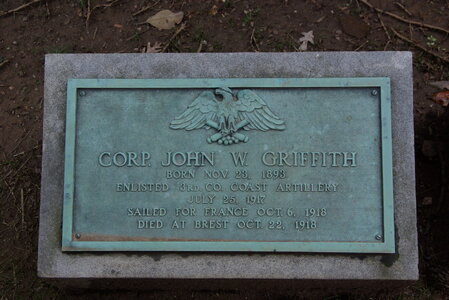 CORP. JOHN W. GRIFFITH
BORN NOV. 23, 1893
ENLISTED 43RD CO. COAST ARTILLERY
JULY 25, 1917
SAILED FOR FRANCE OCT. 6, 1918
DIED AT BREST OCT. 22, 1918